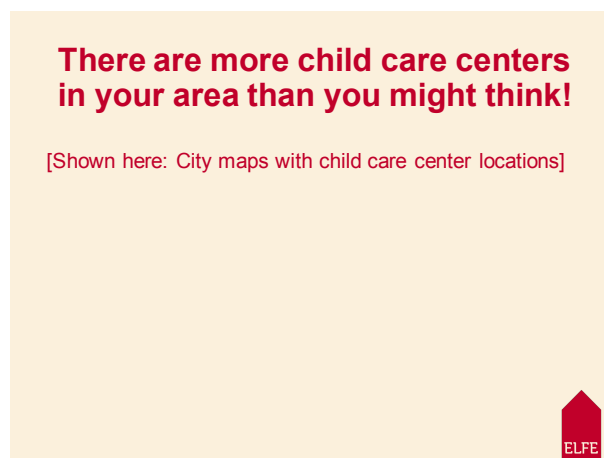 There are more child care centers
in your area than you might think!
[Shown here: City maps with child care center locations]
ELFE